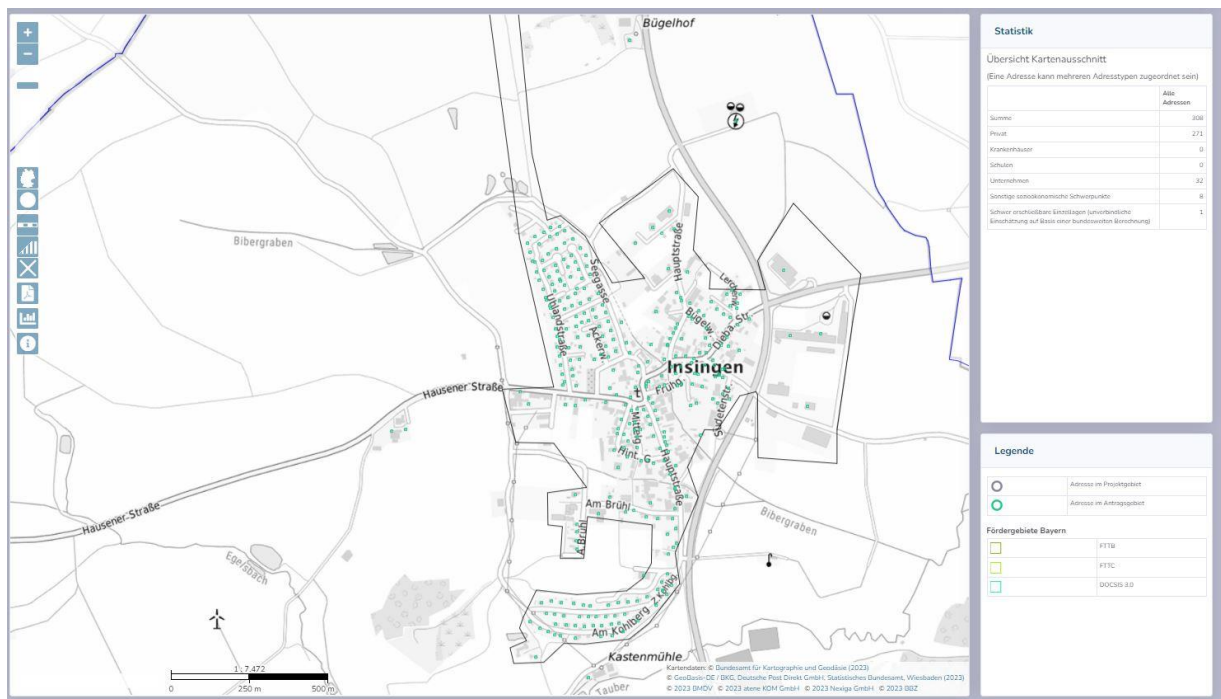 Bügelhof
Bibergraben
Seegasse
Hauptstraße
Uhlandstraße
Ackerw.
Bügelw.
Dieba. Str.
Insingen
Hausener Straße
Frühg
Sudetenstr.
Mittelg
Hint. G.
Hauptstraße
Am Brühl
A Brühl
Hausener Straße
Bibergraben
Egersbach
Am Kohlberg
Z Kohlbg
Kastenmühle
Tauber
1 : 7.472
0 250 m 500 m
Kartendaten: © Bundesamt für Kartographie und Geodäsie (2023)
© GeoBasis-DE / BKG, Deutsche Post Direkt GmbH, Statistisches Bundesamt, Wiesbaden (2023)
© 2023 BMDV © 2023 atene KOM GmbH © 2023 Nexiga GmbH © 2023 BBZ
Statistik
Übersicht Kartenausschnitt
(Eine Adresse kann mehreren Adresstypen zugeordnet sein)
Alle
Adressen
Summe 308
Privat 271
Krankenhäuser 0
Schulen 0
Unternehmen 32
Sonstige sozioökonomische Schwerpunkte 8
Schwer erschließbare Einzellagen (unverbindliche 1
Einschätzung auf Basis einer bundesweiten Berechnung)
Legende
Adresse im Projektgebiet
Adresse im Antragsgebiet
Fördergebiete Bayern
FTTB
FTTC
DOCSIS 3.0